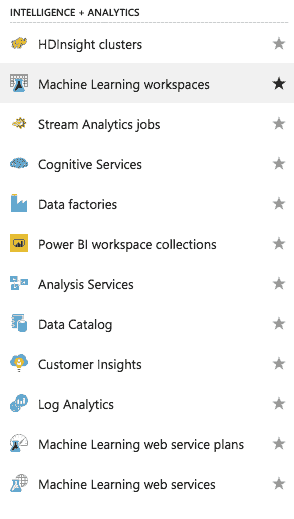 INTELLIGENCE + ANALYTICS
HDInsight clusters
Machine Learning workspaces
Stream Analytics jobs
Cognitive Services
Data factories
Power BI workspace collections
Analysis Services
Data Catalog
Customer Insights
Log Analytics
Machine Learning web service plans
Machine Learning web services